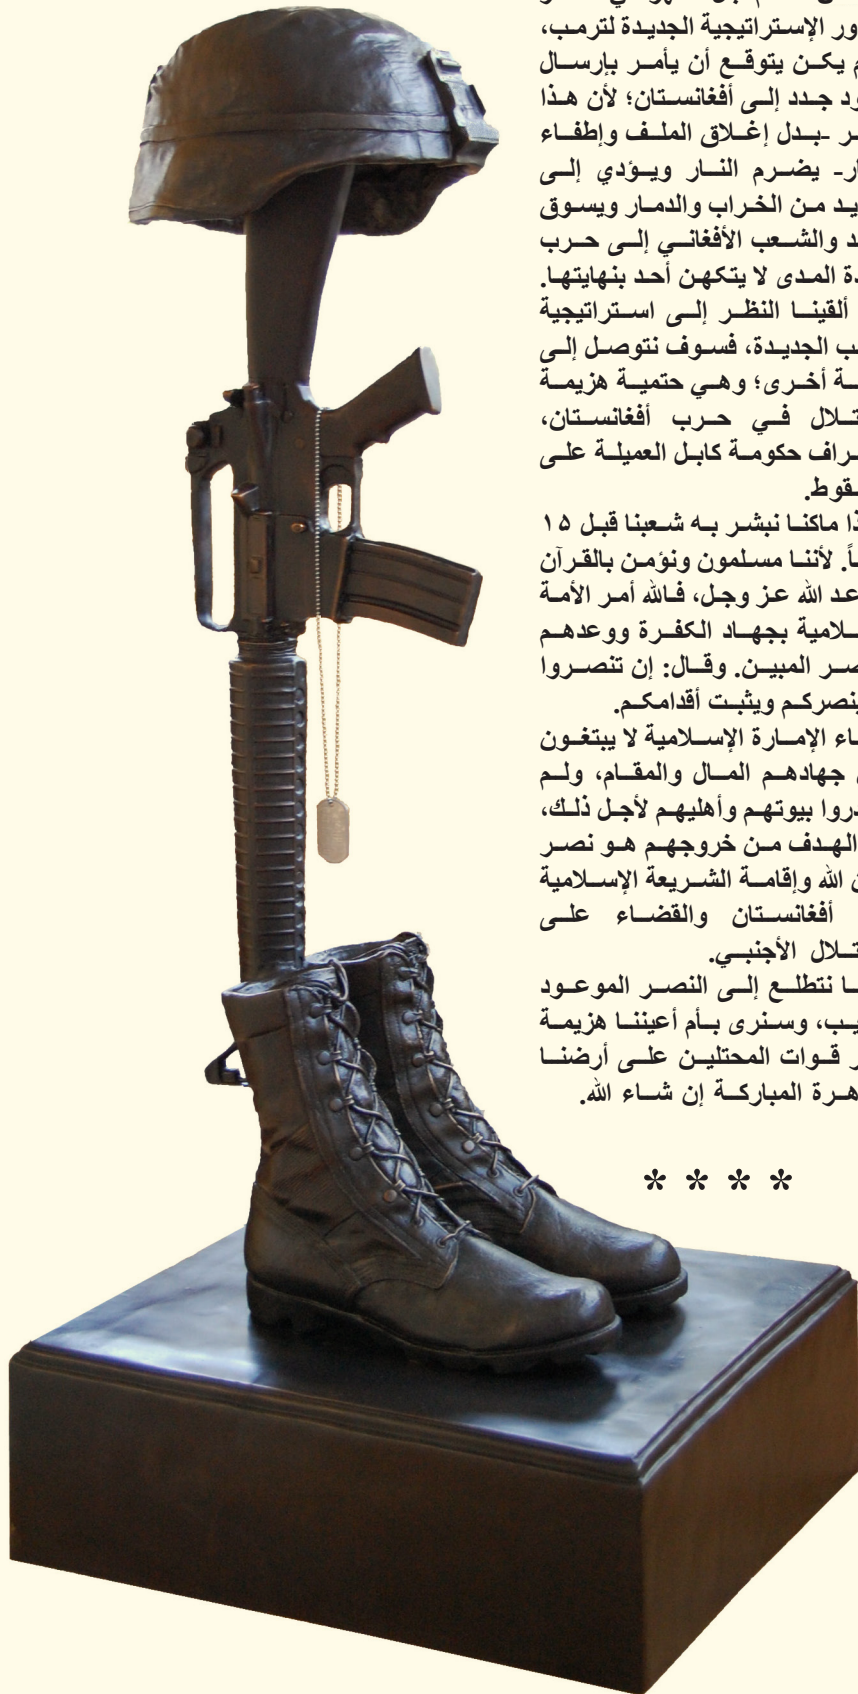 ور الإستراتيجية الجديدة لترمب،
م يكن يتوقع أن يأمر بإرسال
ود جدد إلى أفغانستان؛ لأن هذا
ر -بدل إغلاق الملف وإطفاء
ار- يضرم النار ويؤدي إلى
يد من الخراب والدمار ويسوق
د والشعب الأفغاني إلى حرب
دة المدى لا يتكهن أحد بنهايتها.
ألقينا النظر إلى استراتيجية
ب الجديدة، فسوف نتوصل إلى
ـة أخرى؛ وهي حتمية هزيمة
تلال في حرب أفغانستان،
راف حكومة كابل العميلة على
قوط.
ذا ماكنا نبشر به شعبنا قبل ١٥
اً. لأننا مسلمون ونؤمن بالقرآن
عد الله عز وجل، فالله أمر الأمة
سلامية بجهاد الكفرة ووعدهم
صر المبين. وقال: إن تنصروا
ينصركم ويثبت أقدامكم.
اء الإمارة الإسلامية لا يبتغون
جهادهم المال والمقام، ولم
دروا بيوتهم وأهليهم لأجل ذلك،
الهدف من خروجهم هو نصر
ن الله وإقامة الشريعة الإسلامية
أفغانستان والقضاء على
تلال الأجنبي.
ـا نتطلع إلى النصر الموعود
يب، وسنرى بأم أعيننا هزيمة
ر قوات المحتلين على أرضنا
هرة المباركة إن شاء الله.
* * * *